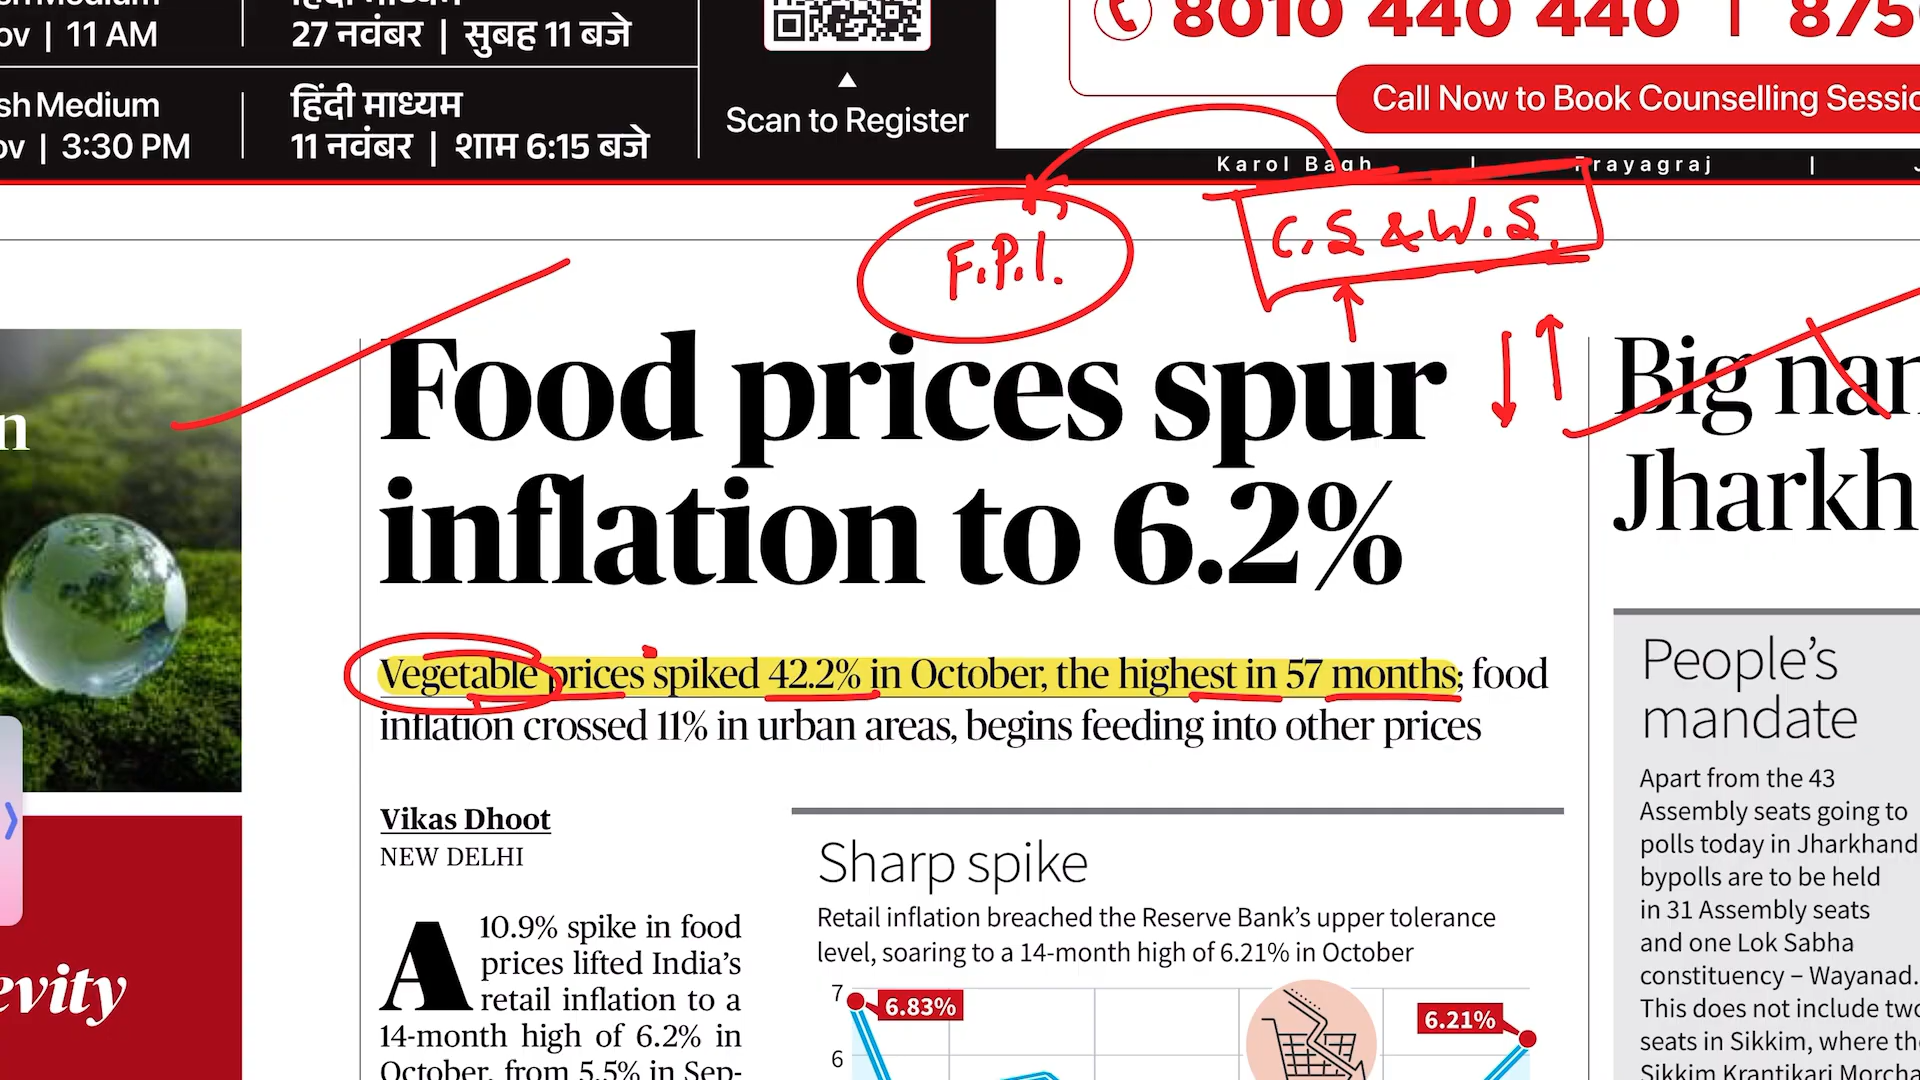 27 नवंबर | सुबह 11 बजे
| 11 AM
sh Medium
हिंदी माध्यम
| 3:30 PM
11 नवंबर | शाम 6:15 बजे
Scan to Register
8010 440 440 | 875
Call Now to Book Counselling Sessio
Karol Bagh | Prayagraj |
F.P.I.
C.S & W.S.
Food prices spur
inflation to 6.2%
Vegetable prices spiked 42.2% in October, the highest in 57 months; food
inflation crossed 11% in urban areas, begins feeding into other prices
Vikas Dhoot
NEW DELHI
A 10.9% spike in food
prices lifted India’s
retail inflation to a
14-month high of 6.2% in
October, from 5.5% in Sep-
Sharp spike
Retail inflation breached the Reserve Bank’s upper tolerance
level, soaring to a 14-month high of 6.21% in October
7
6.83%
6.21%
6
Big nam
Jharkh
People’s
mandate
Apart from the 43
Assembly seats going to
polls today in Jharkhand
bypolls are to be held
in 31 Assembly seats
and one Lok Sabha
constituency – Wayanad.
This does not include two
seats in Sikkim, where the
Sikkim Krantikari Morcha
n
evity